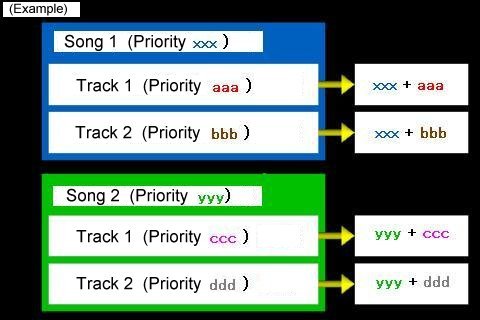 (Example)
Song 1 (Priority xxx )
Track 1 (Priority aaa )
xxx + aaa
Track 2 (Priority bbb )
xxx + bbb
Song 2 (Priority yyy)
Track 1 (Priority ccc )
yyy + ccc
Track 2 (Priority ddd )
yyy + ddd